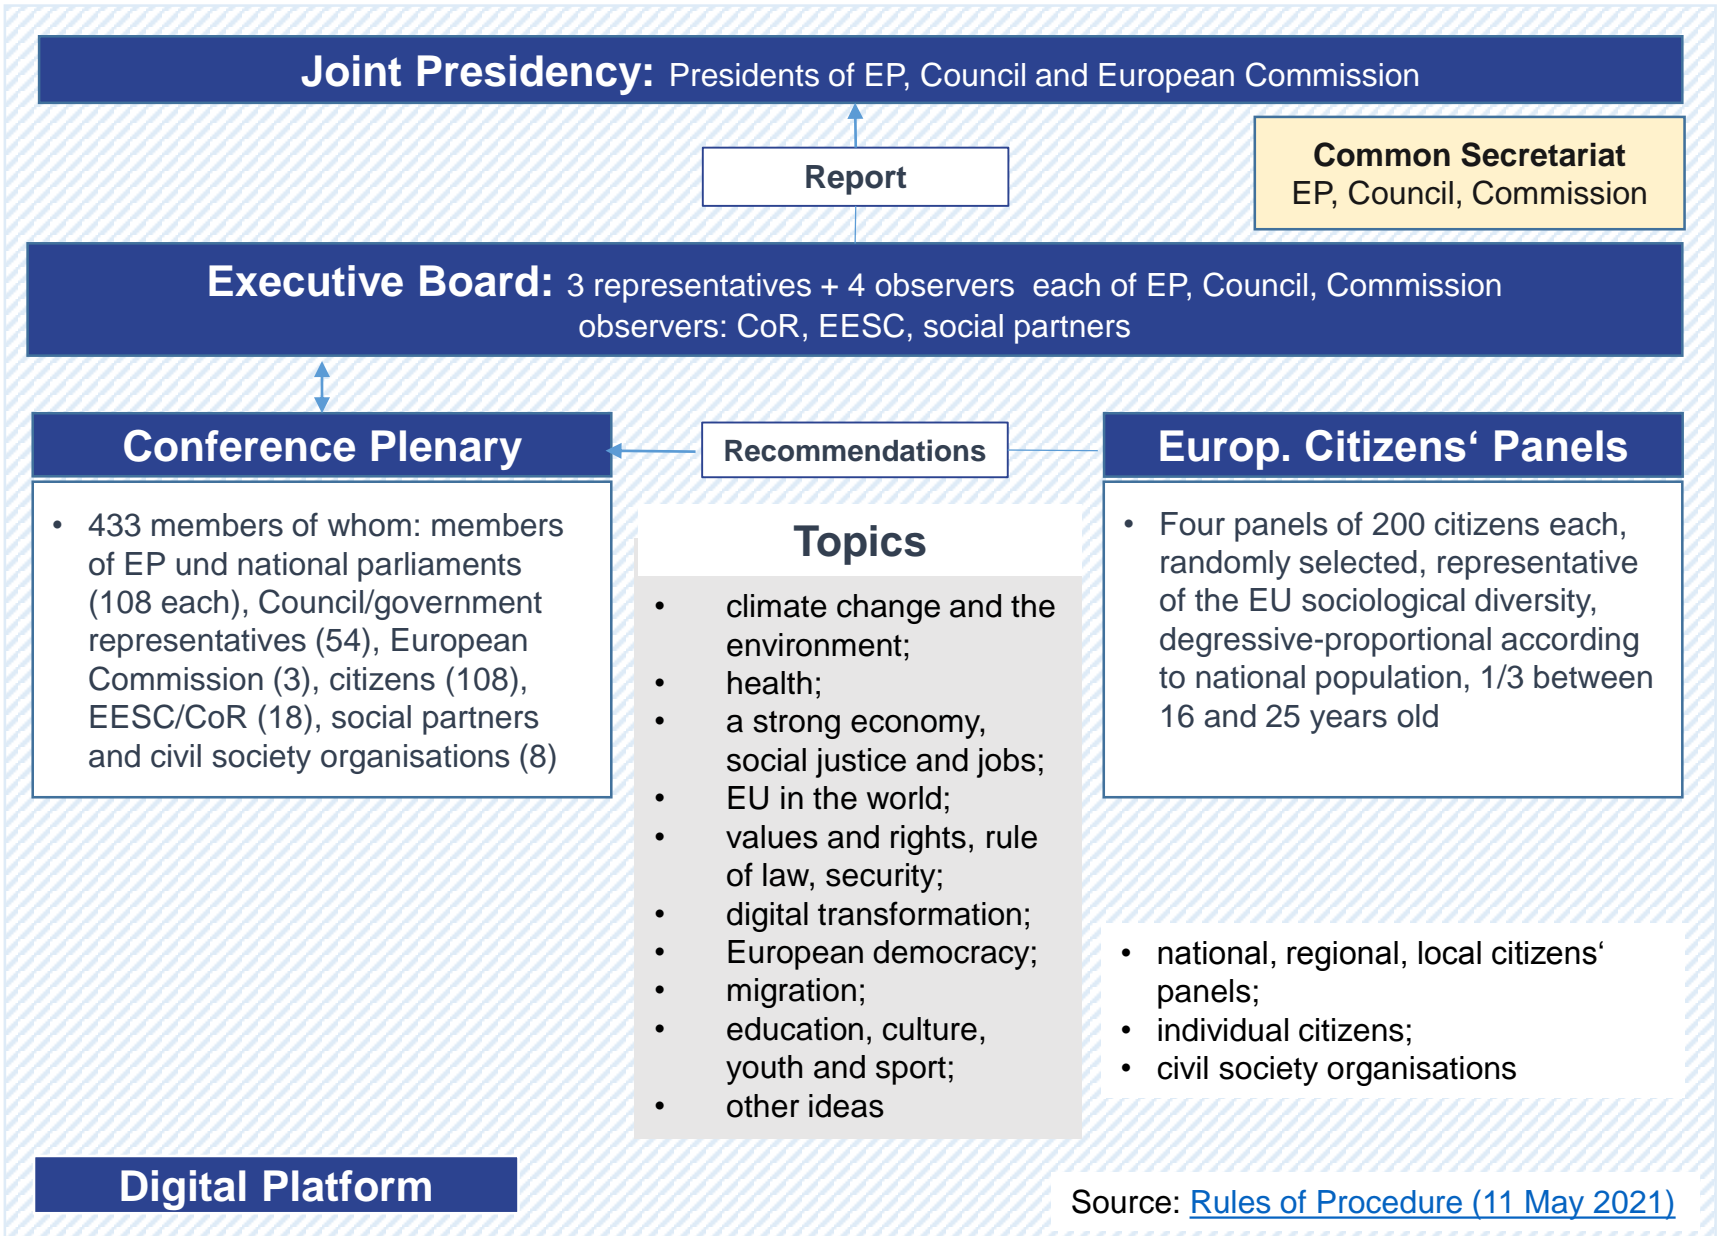 Joint Presidency: Presidents of EP, Council and European Commission
Report
Common Secretariat
EP, Council, Commission
Executive Board: 3 representatives + 4 observers each of EP, Council, Commission
observers: CoR, EESC, social partners
Conference Plenary
• 433 members of whom: members
of EP und national parliaments
(108 each), Council/government
representatives (54), European
Commission (3), citizens (108),
EESC/CoR (18), social partners
and civil society organisations (8)
Recommendations
Topics
• climate change and the
environment;
• health;
• a strong economy,
social justice and jobs;
• EU in the world;
• values and rights, rule
of law, security;
• digital transformation;
• European democracy;
• migration;
• education, culture,
youth and sport;
• other ideas
Europ. Citizens‘ Panels
• Four panels of 200 citizens each,
randomly selected, representative
of the EU sociological diversity,
degressive-proportional according
to national population, 1/3 between
16 and 25 years old
• national, regional, local citizens‘
panels;
• individual citizens;
• civil society organisations
Digital Platform
Source: Rules of Procedure (11 May 2021)